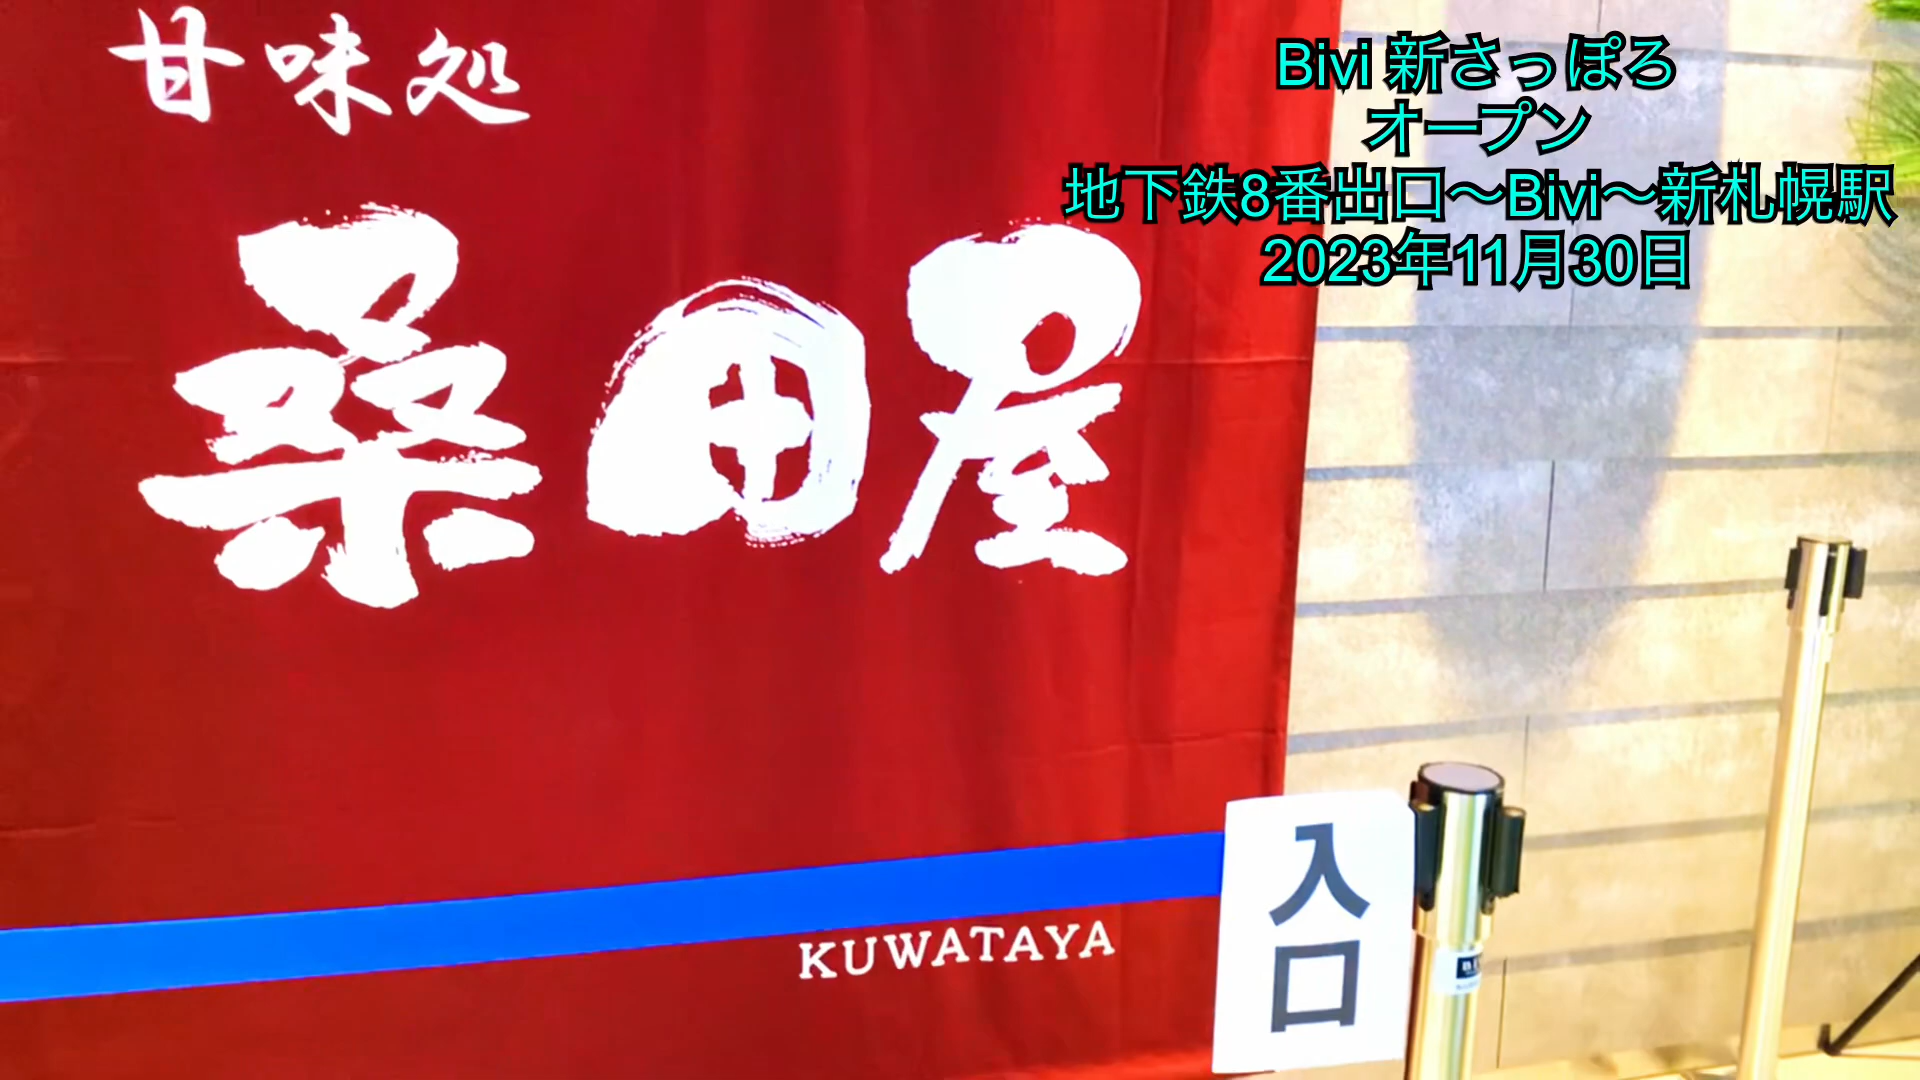 甘味処
桑田屋
KUWATAYA
入口
Bivi 新さっぽろ
オープン
地下鉄8番出口～Bivi～新札幌駅
2023年11月30日